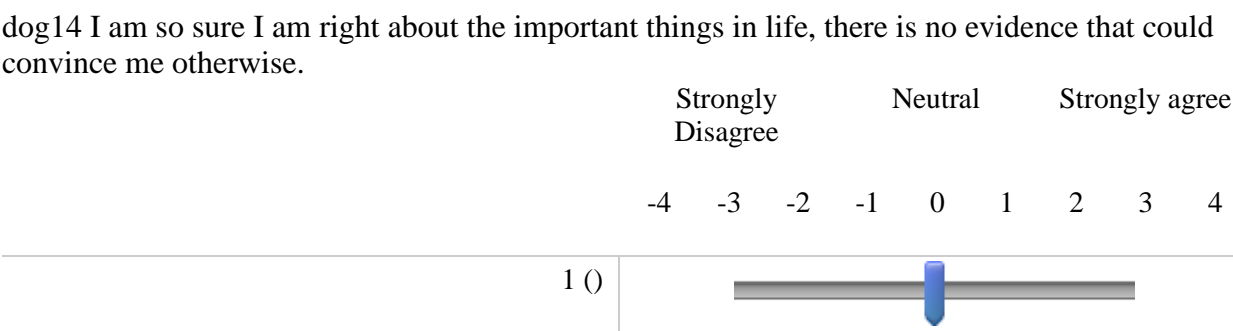 dog14 I am so sure I am right about the important things in life, there is no evidence that could
convince me otherwise.
Strongly Disagree Neutral Strongly agree
-4 -3 -2 -1 0 1 2 3 4
1 ()